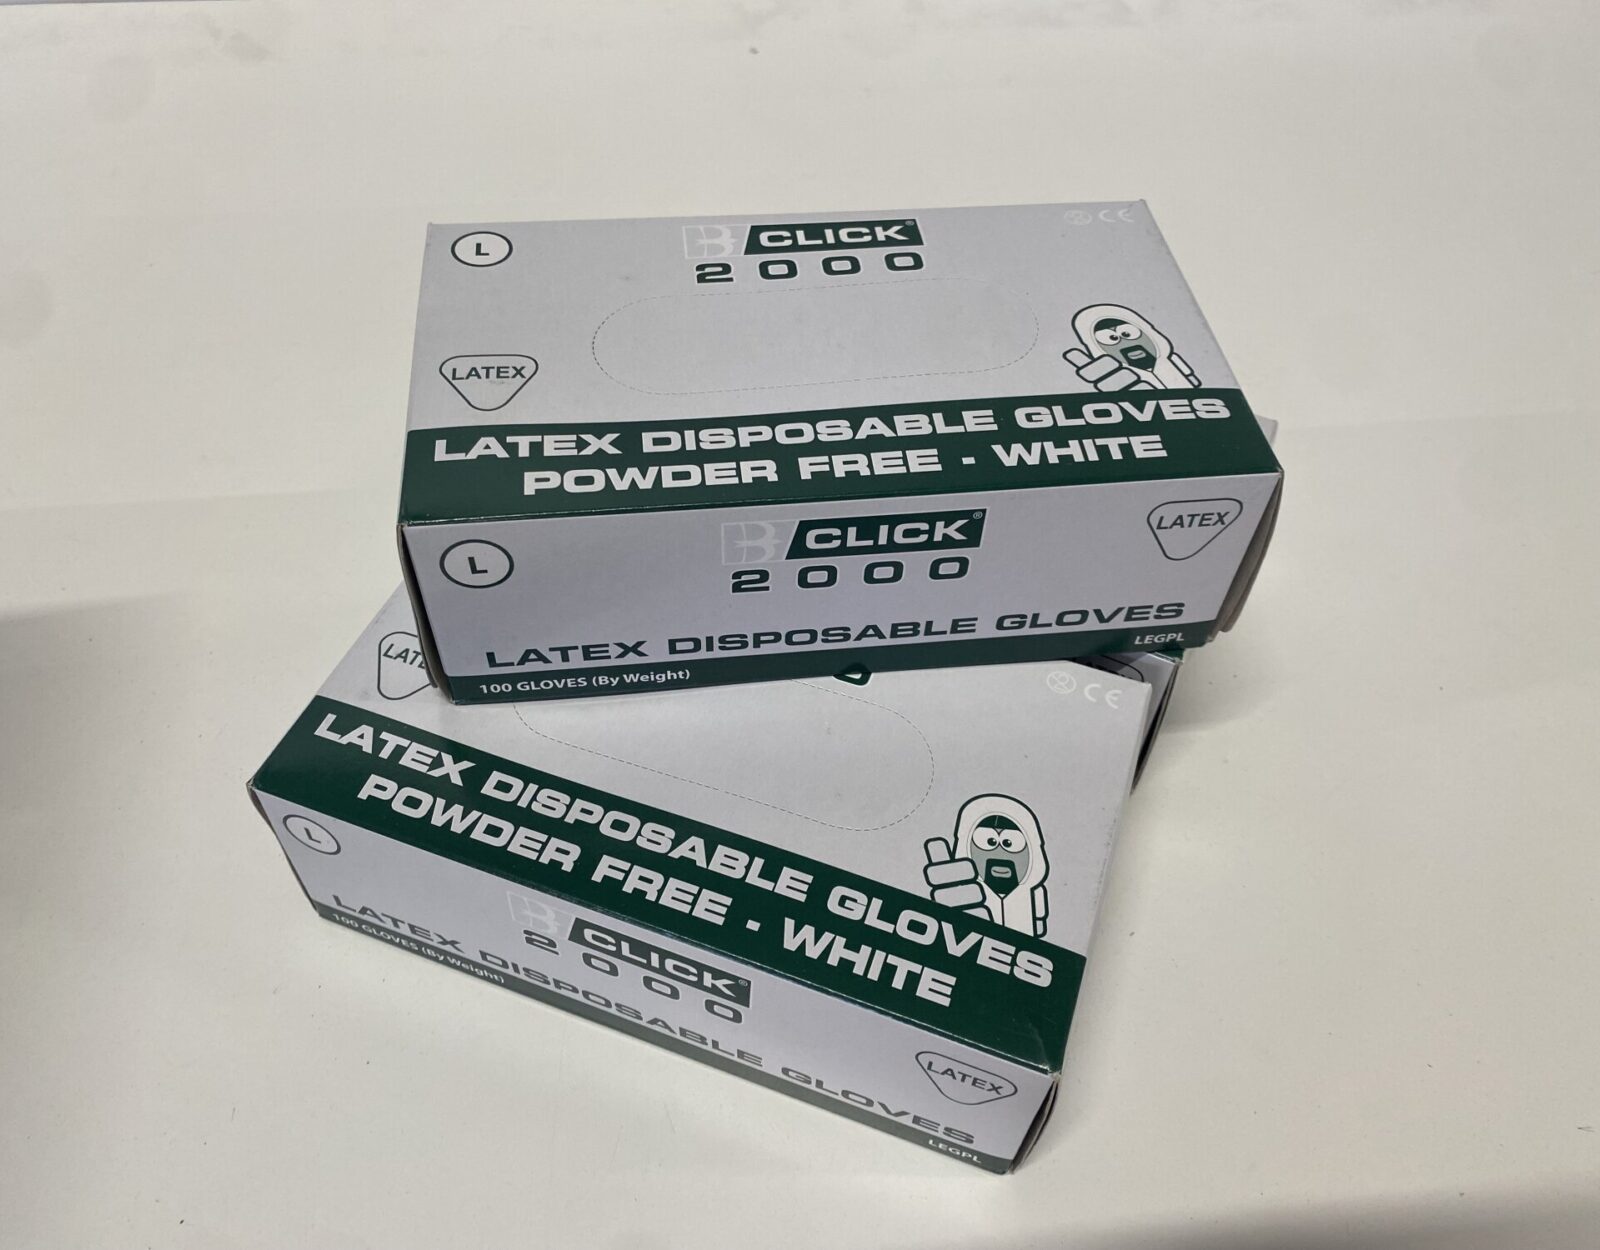 L
B CLICK®
2000
CE
LATEX
LATEX DISPOSABLE GLOVES
POWDER FREE - WHITE
L
B CLICK®
2000
LATEX
LATEX DISPOSABLE GLOVES
100 GLOVES (By Weight)
LEGPL
CE
LATEX DISPOSABLE GLOVES
POWDER FREE - WHITE
L
B CLICK®
2000
LATEX
LATEX DISPOSABLE GLOVES
100 GLOVES (By Weight)
LEGPL